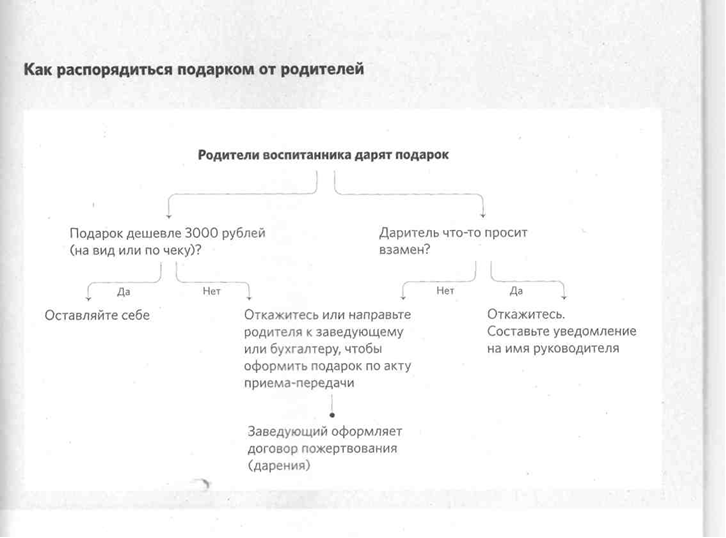 Как распорядиться подарком от родителей
Родители воспитанника дарят подарок
Подарок дешевле 3000 рублей
(на вид или по чеку)?
Даритель что-то просит
взамен?
Да
Нет
Нет
Да
Оставляйте себе
Откажитесь или направьте
родителя к заведующему
или бухгалтеру, чтобы
оформить подарок по акту
приема-передачи
Откажитесь.
Составьте уведомление
на имя руководителя
Заведующий оформляет
договор пожертвования
(дарения)